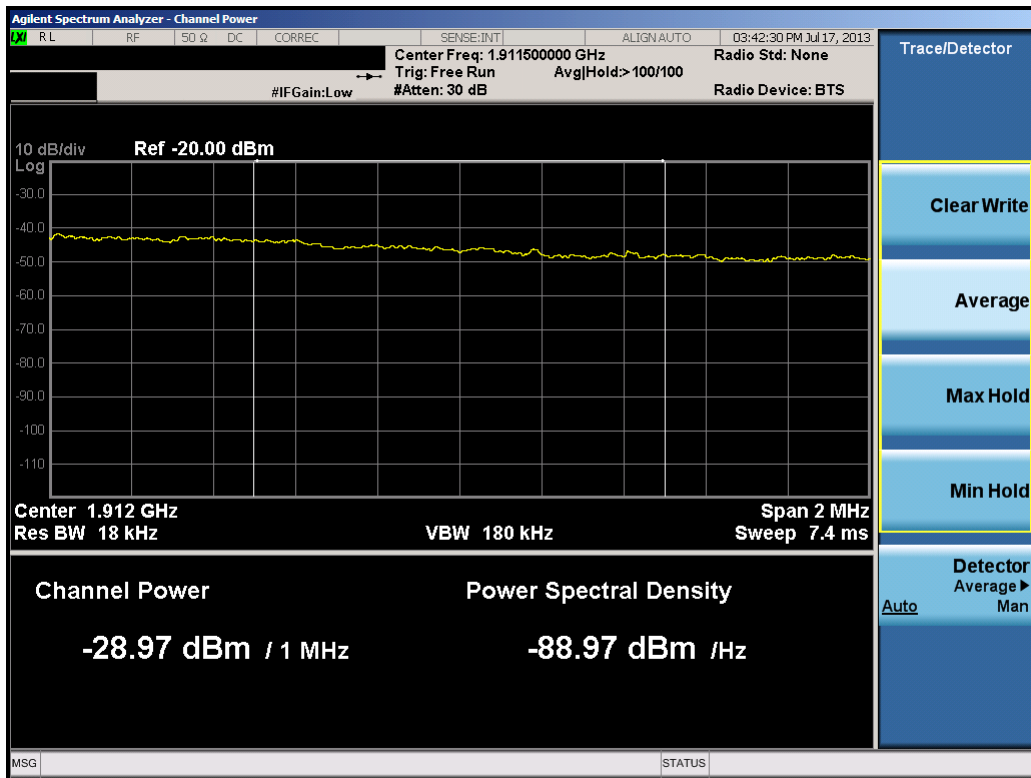 Agilent Spectrum Analyzer - Channel Power
LXI RL RF 50 Ω DC CORREC SENSE:INT ALIGN AUTO 03:42:30 PM Jul 17, 2013
Center Freq: 1.911500000 GHz Radio Std: None
Trig: Free Run Avg|Hold:>100/100
#IFGain:Low #Atten: 30 dB Radio Device: BTS
10 dB/div Ref -20.00 dBm
Log
-30.0
-40.0
-50.0
-60.0
-70.0
-80.0
-90.0
-100
-110
Center 1.912 GHz Span 2 MHz
Res BW 18 kHz VBW 180 kHz Sweep 7.4 ms
Channel Power Power Spectral Density
-28.97 dBm / 1 MHz -88.97 dBm /Hz
MSG STATUS
Trace/Detector
Clear Write
Average
Max Hold
Min Hold
Detector
Average▶
Auto Man